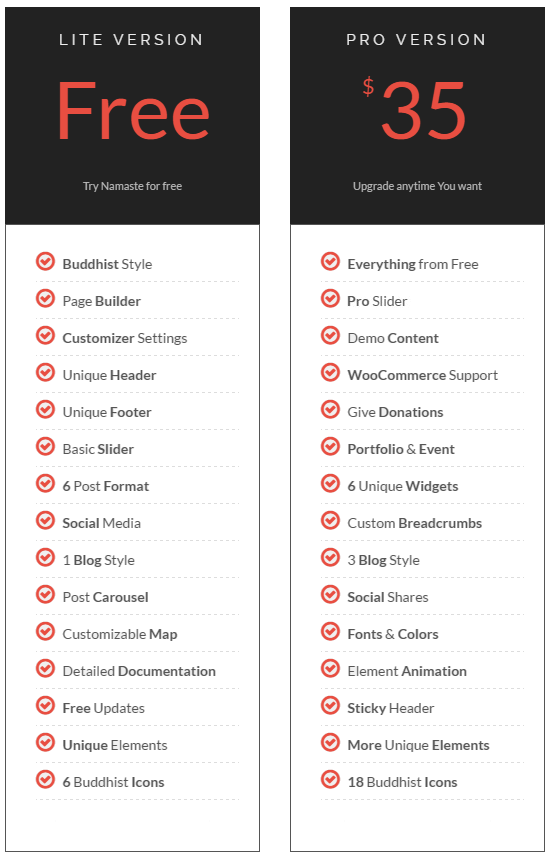 LITE VERSION
Free
Try Namaste for free
Buddhist Style
Page Builder
Customizer Settings
Unique Header
Unique Footer
Basic Slider
6 Post Format
Social Media
1 Blog Style
Post Carousel
Customizable Map
Detailed Documentation
Free Updates
Unique Elements
6 Buddhist Icons
PRO VERSION
$35
Upgrade anytime You want
Everything from Free
Pro Slider
Demo Content
WooCommerce Support
Give Donations
Portfolio & Event
6 Unique Widgets
Custom Breadcrumbs
3 Blog Style
Social Shares
Fonts & Colors
Element Animation
Sticky Header
More Unique Elements
18 Buddhist Icons